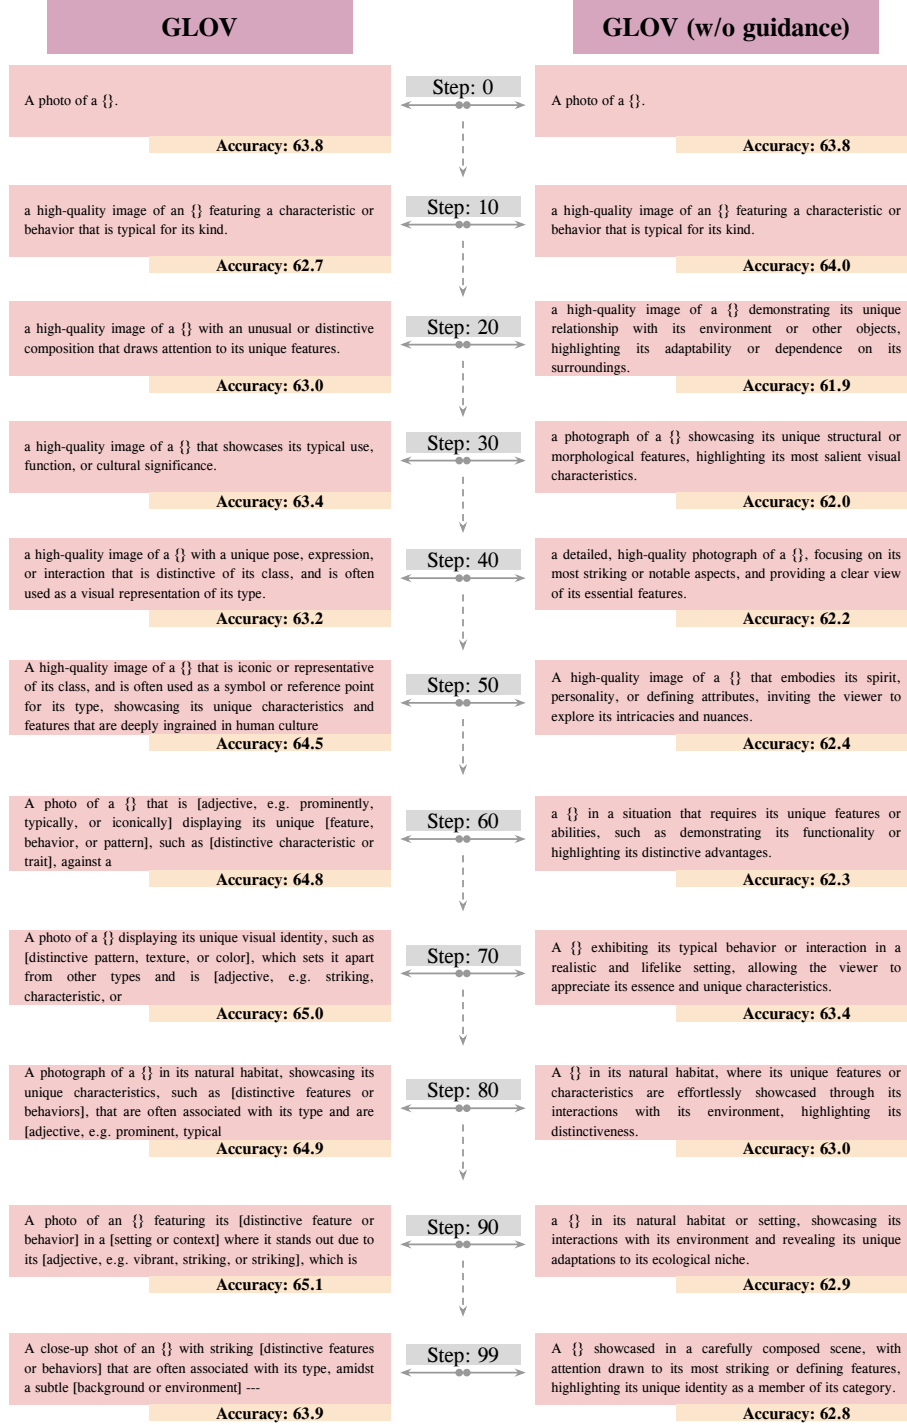 GLOV
GLOV (w/o guidance)
Step: 0
A photo of a {}.
Accuracy: 63.8
A photo of a {}.
Accuracy: 63.8
Step: 10
a high-quality image of an {} featuring a characteristic or
behavior that is typical for its kind.
Accuracy: 62.7
a high-quality image of an {} featuring a characteristic or
behavior that is typical for its kind.
Accuracy: 64.0
Step: 20
a high-quality image of a {} with an unusual or distinctive
composition that draws attention to its unique features.
Accuracy: 63.0
a high-quality image of a {} demonstrating its unique
relationship with its environment or other objects,
highlighting its adaptability or dependence on its
surroundings.
Accuracy: 61.9
Step: 30
a high-quality image of a {} that showcases its typical use,
function, or cultural significance.
Accuracy: 63.4
a photograph of a {} showcasing its unique structural or
morphological features, highlighting its most salient visual
characteristics.
Accuracy: 62.0
Step: 40
a high-quality image of a {} with a unique pose, expression,
or interaction that is distinctive of its class, and is often
used as a visual representation of its type.
Accuracy: 63.2
a detailed, high-quality photograph of a {}, focusing on its
most striking or notable aspects, and providing a clear view
of its essential features.
Accuracy: 62.2
Step: 50
A high-quality image of a {} that is iconic or representative
of its class, and is often used as a symbol or reference point
for its type, showcasing its unique characteristics and
features that are deeply ingrained in human culture
Accuracy: 64.5
A high-quality image of a {} that embodies its spirit,
personality, or defining attributes, inviting the viewer to
explore its intricacies and nuances.
Accuracy: 62.4
Step: 60
A photo of a {} that is [adjective, e.g. prominently,
typically, or iconically] displaying its unique [feature,
behavior, or pattern], such as [distinctive characteristic or
trait], against a
Accuracy: 64.8
a {} in a situation that requires its unique features or
abilities, such as demonstrating its functionality or
highlighting its distinctive advantages.
Accuracy: 62.3
Step: 70
A photo of a {} displaying its unique visual identity, such as
[distinctive pattern, texture, or color], which sets it apart
from other types and is [adjective, e.g. striking,
characteristic, or
Accuracy: 65.0
A {} exhibiting its typical behavior or interaction in a
realistic and lifelike setting, allowing the viewer to
appreciate its essence and unique characteristics.
Accuracy: 63.4
Step: 80
A photograph of a {} in its natural habitat, showcasing its
unique characteristics, such as [distinctive features or
behaviors], that are often associated with its type and are
[adjective, e.g. prominent, typical
Accuracy: 64.9
A {} in its natural habitat, where its unique features or
characteristics are effortlessly showcased through its
interactions with its environment, highlighting its
distinctiveness.
Accuracy: 63.0
Step: 90
A photo of an {} featuring its [distinctive feature or
behavior] in a [setting or context] where it stands out due to
its [adjective, e.g. vibrant, striking, or striking], which is
Accuracy: 65.1
a {} in its natural habitat or setting, showcasing its
interactions with its environment and revealing its unique
adaptations to its ecological niche.
Accuracy: 62.9
Step: 99
A close-up shot of an {} with striking [distinctive features
or behaviors] that are often associated with its type, amidst
a subtle [background or environment] ---
Accuracy: 63.9
A {} showcased in a carefully composed scene, with
attention drawn to its most striking or defining features,
highlighting its unique identity as a member of its category.
Accuracy: 62.8